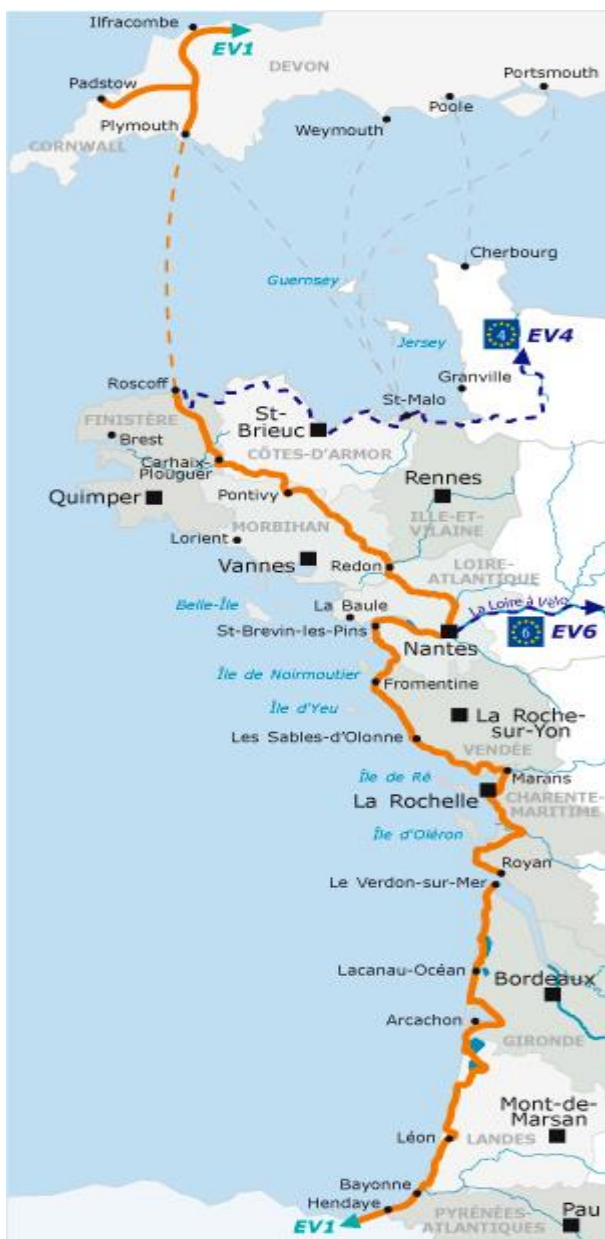 Ilfracombe
EV1
DEVON
Padstow
Portsmouth
Poole
Plymouth
Weymouth
CORNWALL
Cherbourg
Guernsey
Jersey
4
EV4
Granville
Roscoff
St-Malo
FINISTÈRE
St-
Brieuc
Brest
CÔTES-D'ARMOR
Carhaix-
Plouguer
Rennes
Quimper
Pontivy
ILLE-ET-
VILAINE
MORBIHAN
Lorient
Vannes
Redon
LOIRE-
ATLANTIQUE
La Loire à Vélo
Belle-Île
La Baule
St-Brevin-les-Pins
Nantes
6
EV6
Île de Noirmoutier
Fromentine
Île d'Yeu
La Roche-
sur-Yon
Les Sables-d'Olonne
VENDÉE
Île de Ré
Marans
La Rochelle
CHARENTE-
MARITIME
Île d'Oléron
Royan
Le Verdon-sur-Mer
Lacanau-Océan
Bordeaux
Arcachon
GIRONDE
Mont-de-
Marsan
Léon
LANDES
Bayonne
Hendaye
EV1
PYRÉNÉES-
ATLANTIQUES
Pau